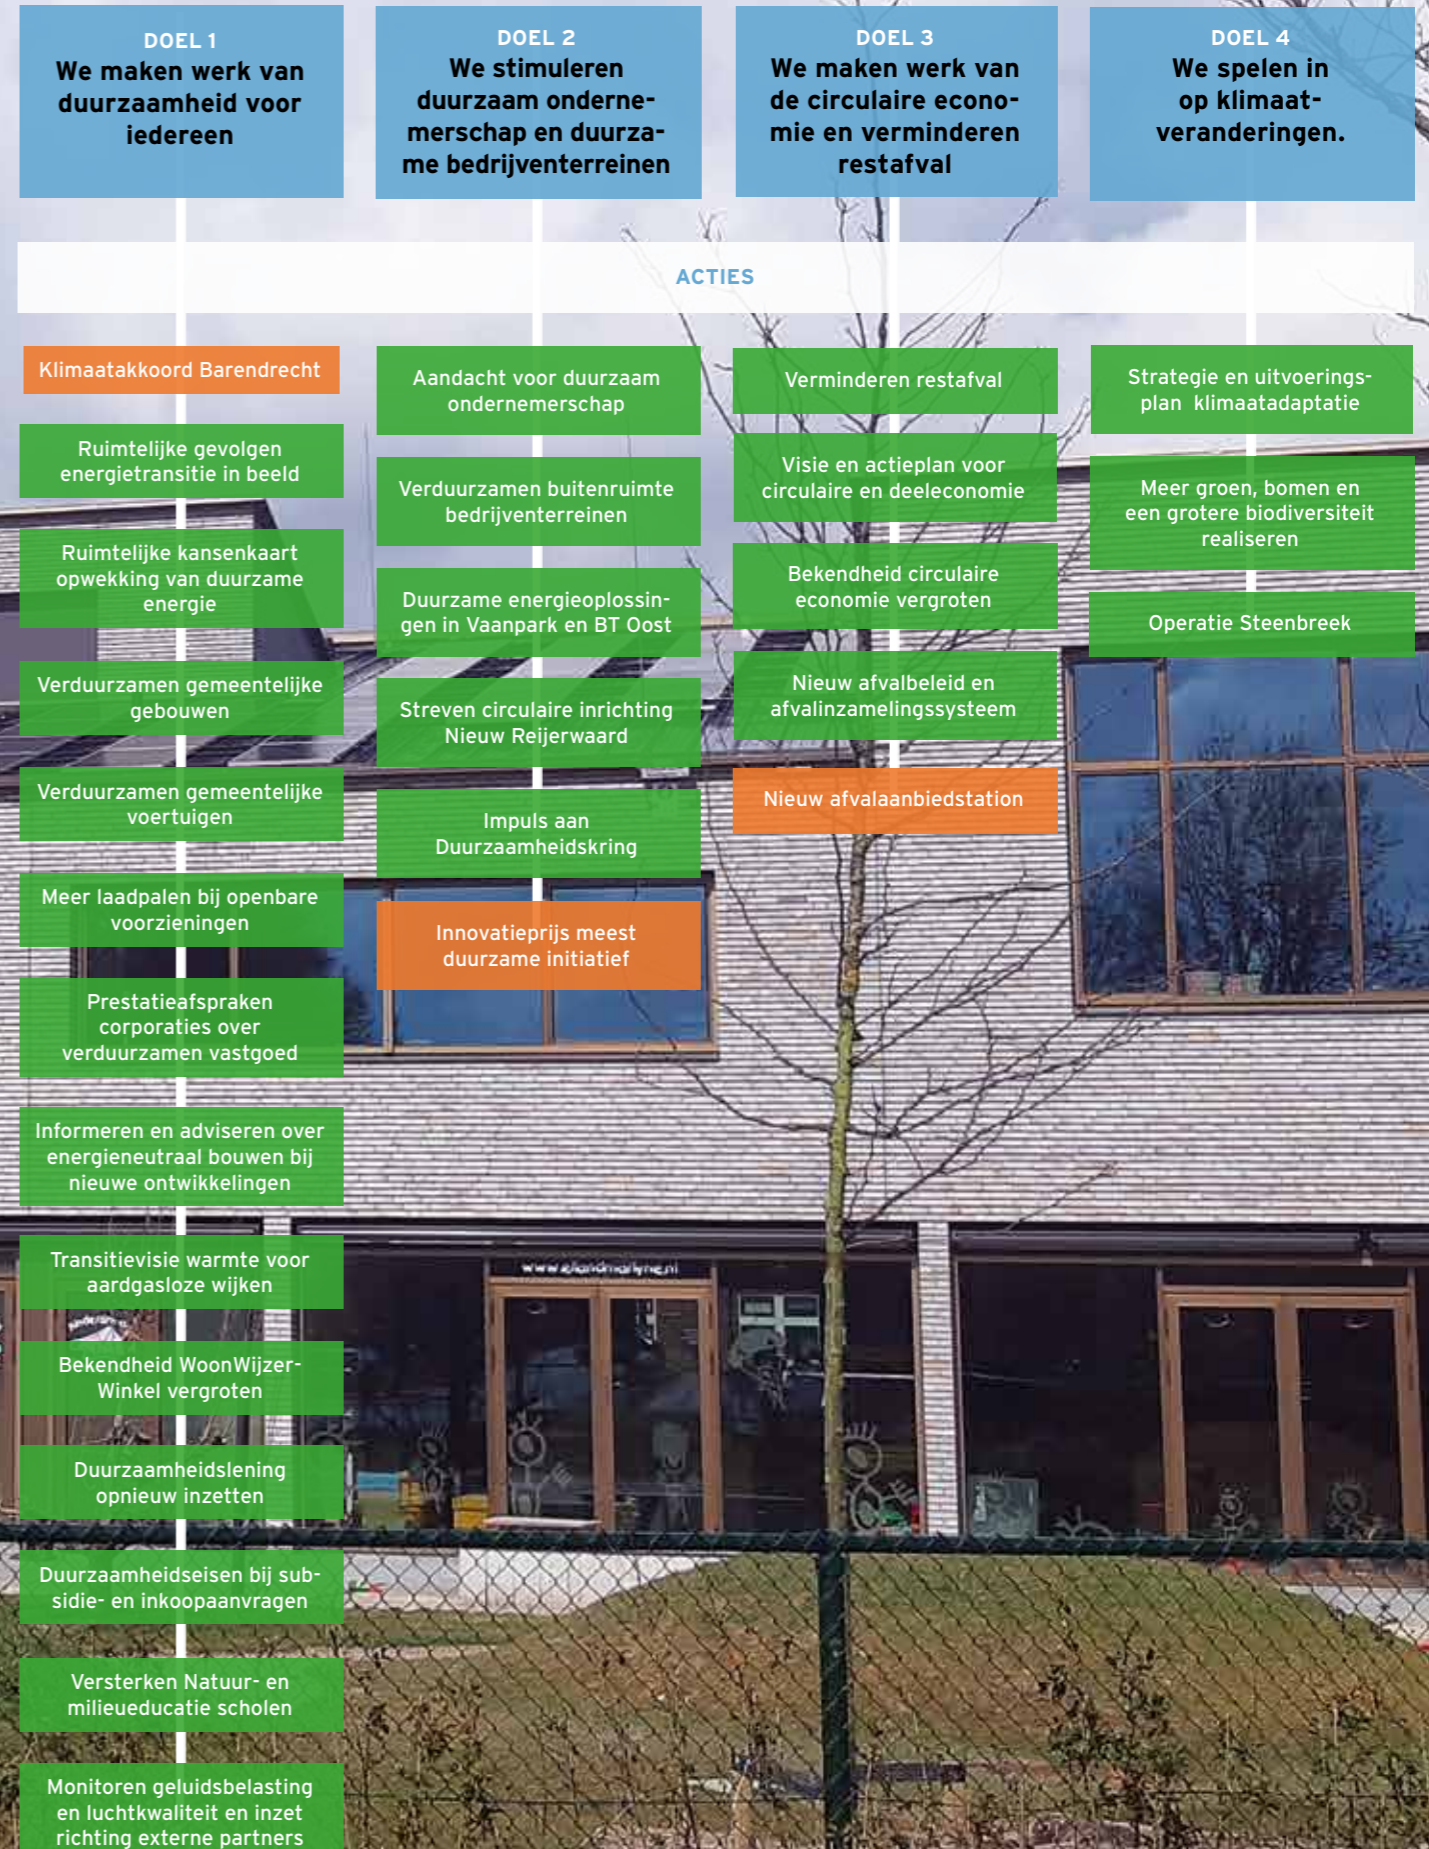 DOEL 1
We maken werk van
duurzaamheid voor
iedereen
DOEL 2
We stimuleren
duurzaam onderne-
merschap en duurza-
me bedrijventerreinen
DOEL 3
We maken werk van
de circulaire econo-
mie en verminderen
restafval
DOEL 4
We spelen in
op klimaat-
veranderingen.
ACTIES
Klimaatakkoord Barendrecht
Ruimtelijke gevolgen
energietransitie in beeld
Ruimtelijke kansenkaart
opwekking van duurzame
energie
Verduurzamen gemeentelijke
gebouwen
Verduurzamen gemeentelijke
voertuigen
Meer laadpalen bij openbare
voorzieningen
Prestatieafspraken
corporaties over
verduurzamen vastgoed
Informeren en adviseren over
energieneutraal bouwen bij
nieuwe ontwikkelingen
Transitievisie warmte voor
aardgasloze wijken
Bekendheid WoonWijzer-
Winkel vergroten
Duurzaamheidslening
opnieuw inzetten
Duurzaamheidseisen bij sub-
sidie- en inkoopaanvragen
Versterken Natuur- en
milieueducatie scholen
Monitoren geluidsbelasting
en luchtkwaliteit en inzet
richting externe partners
Aandacht voor duurzaam
ondernemerschap
Verduurzamen buitenruimte
bedrijventerreinen
Duurzame energieoplossin-
gen in Vaanpark en BT Oost
Streven circulaire inrichting
Nieuw Reijerwaard
Impuls aan
Duurzaamheidskring
Innovatieprijs meest
duurzame initiatief
Verminderen restafval
Visie en actieplan voor
circulaire en deeleconomie
Bekendheid circulaire
economie vergroten
Nieuw afvalbeleid en
afvalinzamelingssysteem
Nieuw afvalaanbiedstation
Strategie en uitvoerings-
plan klimaatadaptatie
Meer groen, bomen en
een grotere biodiversiteit
realiseren
Operatie Steenbreek